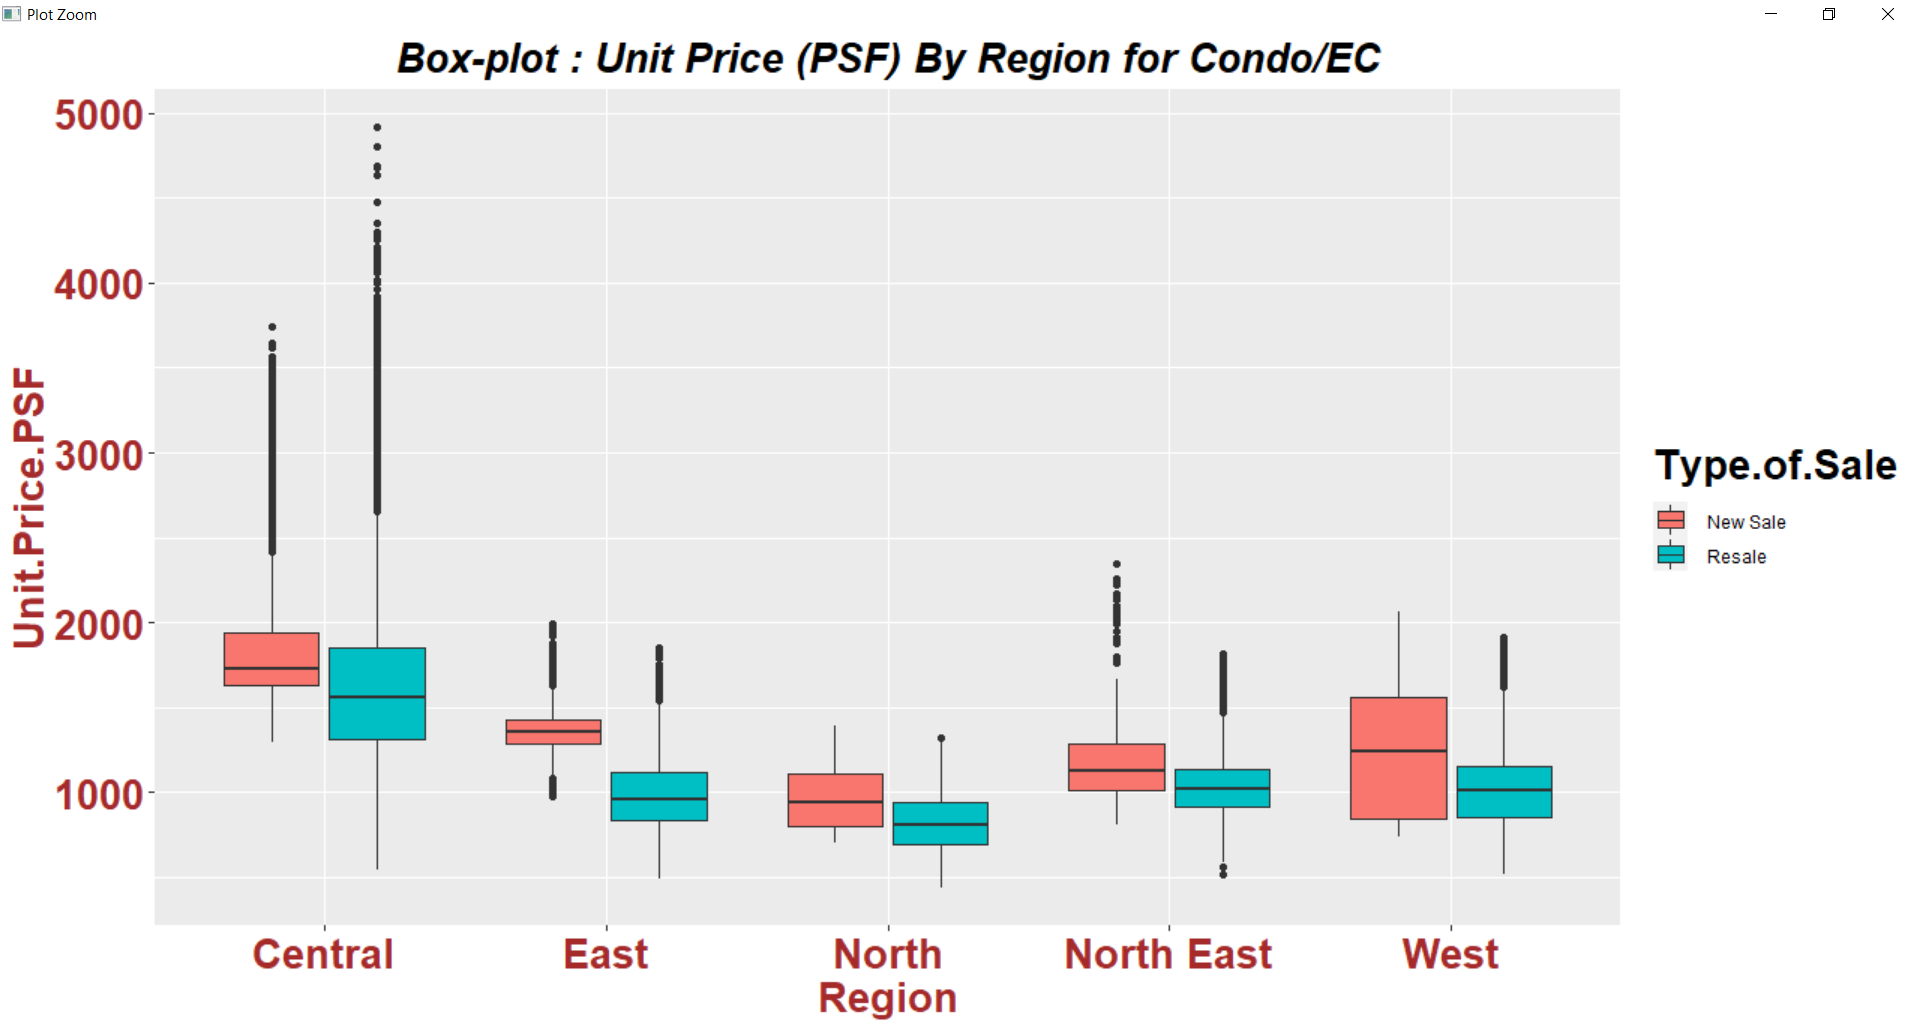 Plot Zoom
Box-plot : Unit Price (PSF) By Region for Condo/EC
5000
4000
3000
2000
1000
Unit.Price.PSF
Central East North North East West
Region
Type.of.Sale
New Sale
Resale